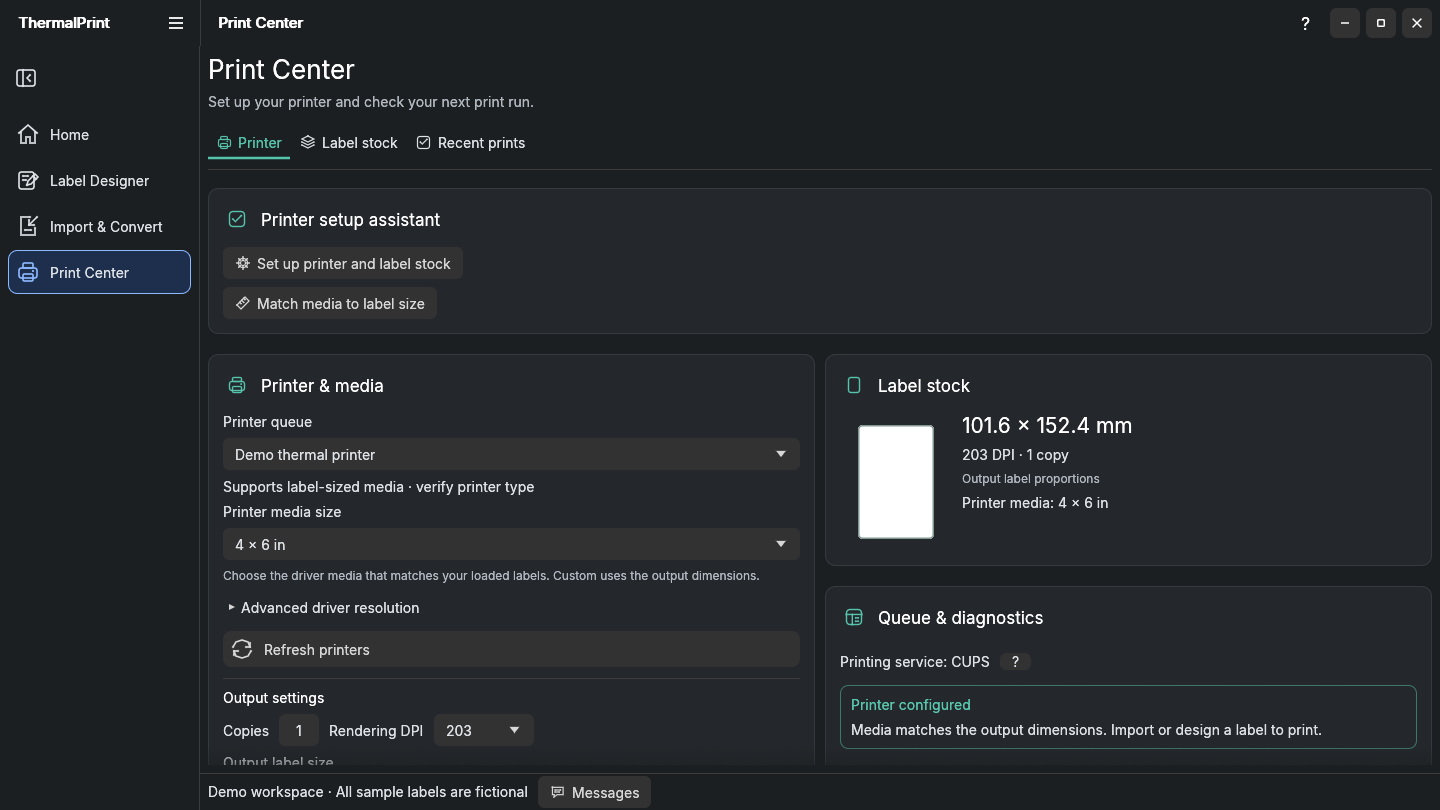 ThermalPrint
Print Center
?
Print Center
Set up your printer and check your next print run.
Home
Label Designer
Import & Convert
Print Center
Printer
Label stock
Recent prints
Printer setup assistant
Set up printer and label stock
Match media to label size
Printer & media
Printer queue
Demo thermal printer
Supports label-sized media · verify printer type
Printer media size
4 × 6 in
Choose the driver media that matches your loaded labels. Custom uses the output dimensions.
Advanced driver resolution
Refresh printers
Output settings
Copies 1 Rendering DPI 203
Output label size
Label stock
101.6 × 152.4 mm
203 DPI · 1 copy
Output label proportions
Printer media: 4 × 6 in
Queue & diagnostics
Printing service: CUPS ?
Printer configured
Media matches the output dimensions. Import or design a label to print.
Demo workspace · All sample labels are fictional
Messages